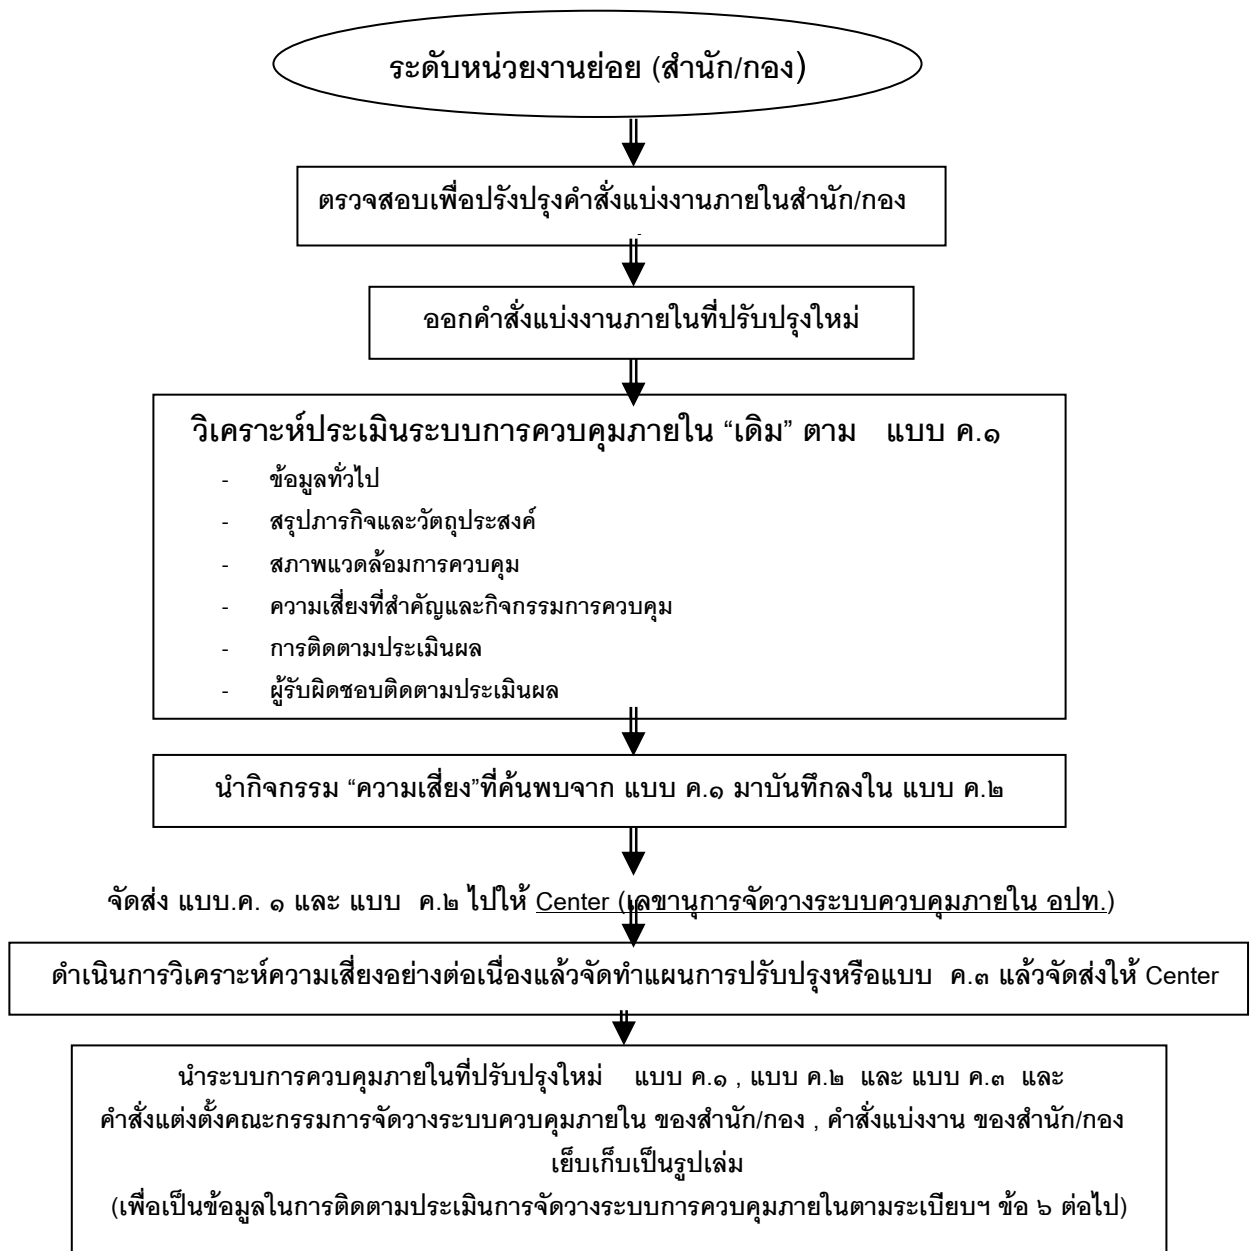 ระดับหน่วยงานย่อย (สำนัก/กอง)
ตรวจสอบเพื่อปรังปรุงคำสั่งแบ่งงานภายในสำนัก/กอง
ออกคำสั่งแบ่งงานภายในที่ปรับปรุงใหม่
วิเคราะห์ประเมินระบบการควบคุมภายใน “เดิม” ตาม แบบ ค.๑
- ข้อมูลทั่วไป
- สรุปภารกิจและวัตถุประสงค์
- สภาพแวดล้อมการควบคุม
- ความเสี่ยงที่สำคัญและกิจกรรมการควบคุม
- การติดตามประเมินผล
- ผู้รับผิดชอบติดตามประเมินผล
นำกิจกรรม “ความเสี่ยง”ที่ค้นพบจาก แบบ ค.๑ มาบันทึกลงใน แบบ ค.๒
จัดส่ง แบบ.ค. ๑ และ แบบ ค.๒ ไปให้ Center (เลขานุการจัดวางระบบควบคุมภายใน อปท.)
ดำเนินการวิเคราะห์ความเสี่ยงอย่างต่อเนื่องแล้วจัดทำแผนการปรับปรุงหรือแบบ ค.๓ แล้วจัดส่งให้ Center
นำระบบการควบคุมภายในที่ปรับปรุงใหม่ แบบ ค.๑ , แบบ ค.๒ และ แบบ ค.๓ และ
คำสั่งแต่งตั้งคณะกรรมการจัดวางระบบควบคุมภายใน ของสำนัก/กอง , คำสั่งแบ่งงาน ของสำนัก/กอง
เย็บเก็บเป็นรูปเล่ม
(เพื่อเป็นข้อมูลในการติดตามประเมินการจัดวางระบบการควบคุมภายในตามระเบียบฯ ข้อ ๖ ต่อไป)